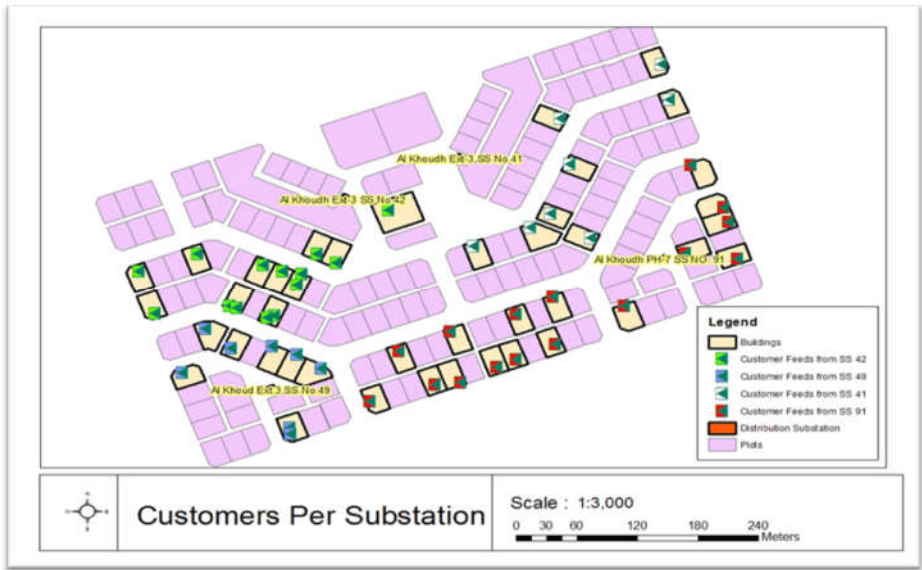 Al Khoudh Ext-3 SS No 41
Al Khoudh Ext-3 SS No 42
Al Khoudh PH-7 SS NO 91
Al Khoud Ext 3 SS No 49
Legend
Buildings
Customer Feeds from SS 42
Customer Feeds from SS 49
Customer Feeds from SS 41
Customer Feeds from SS 91
Distribution Substation
Plots
Customers Per Substation
Scale : 1:3,000
0 30 60 120 180 240
Meters